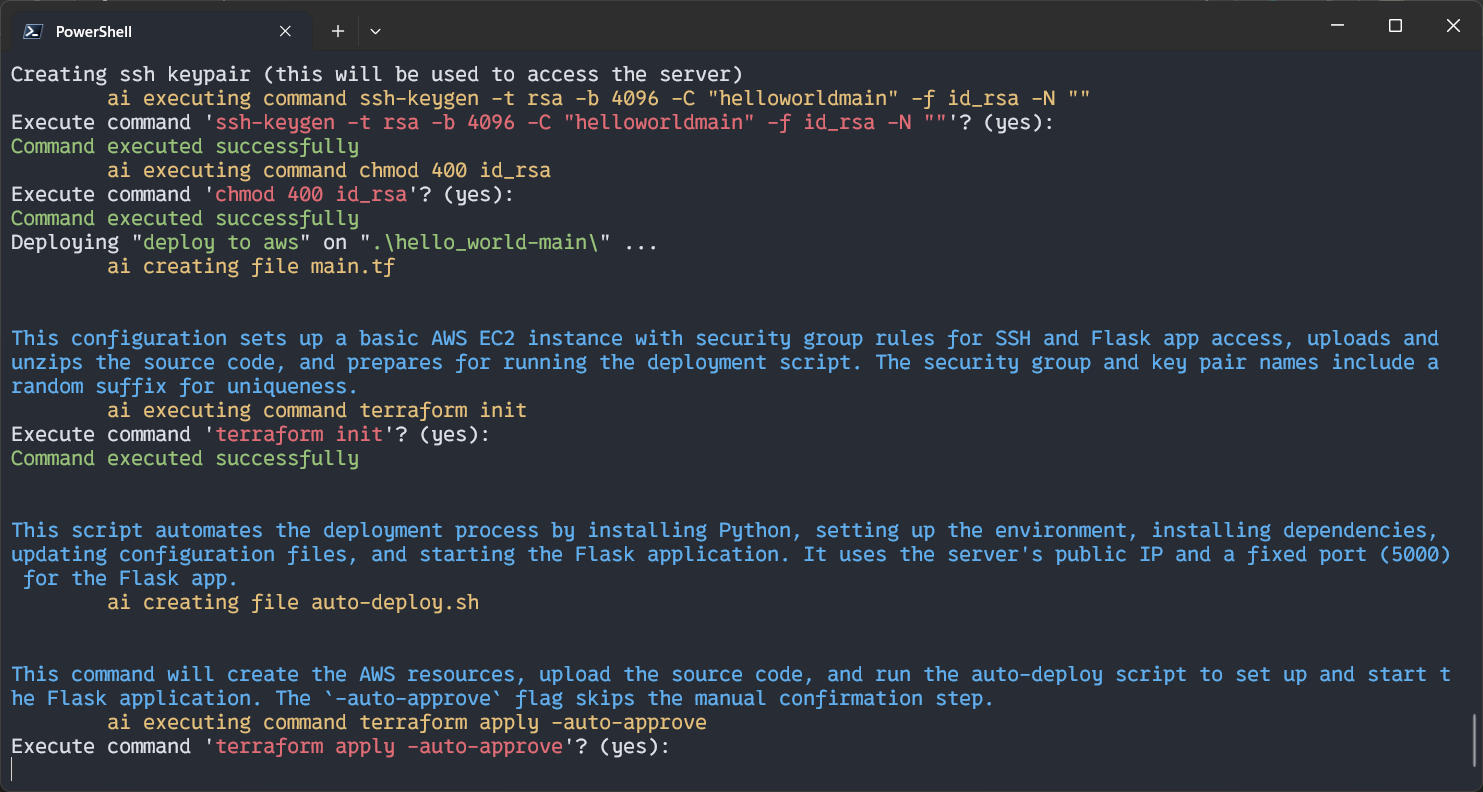 PowerShell
Creating ssh keypair (this will be used to access the server)
ai executing command ssh-keygen -t rsa -b 4096 -C "helloworldmain" -f id_rsa -N ""
Execute command 'ssh-keygen -t rsa -b 4096 -C "helloworldmain" -f id_rsa -N ""'? (yes):
Command executed successfully
ai executing command chmod 400 id_rsa
Execute command 'chmod 400 id_rsa'? (yes):
Command executed successfully
Deploying "deploy to aws" on ".\hello_world-main\" ...
ai creating file main.tf
This configuration sets up a basic AWS EC2 instance with security group rules for SSH and Flask app access, uploads and
unzips the source code, and prepares for running the deployment script. The security group and key pair names include a
random suffix for uniqueness.
ai executing command terraform init
Execute command 'terraform init'? (yes):
Command executed successfully
This script automates the deployment process by installing Python, setting up the environment, installing dependencies,
updating configuration files, and starting the Flask application. It uses the server's public IP and a fixed port (5000)
for the Flask app.
ai creating file auto-deploy.sh
This command will create the AWS resources, upload the source code, and run the auto-deploy script to set up and start t
he Flask application. The `-auto-approve` flag skips the manual confirmation step.
ai executing command terraform apply -auto-approve
Execute command 'terraform apply -auto-approve'? (yes):